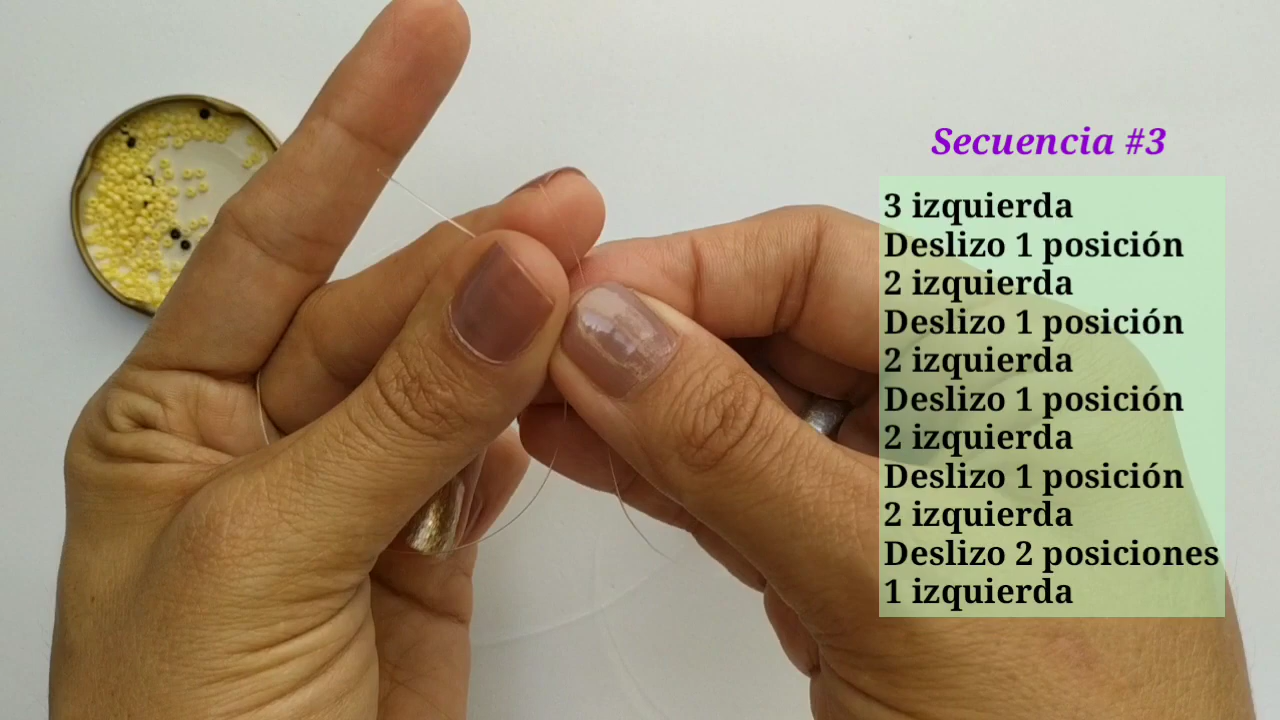 Secuencia #3
3 izquierda
Deslizo 1 posición
2 izquierda
Deslizo 1 posición
2 izquierda
Deslizo 1 posición
2 izquierda
Deslizo 1 posición
2 izquierda
Deslizo 2 posiciones
1 izquierda